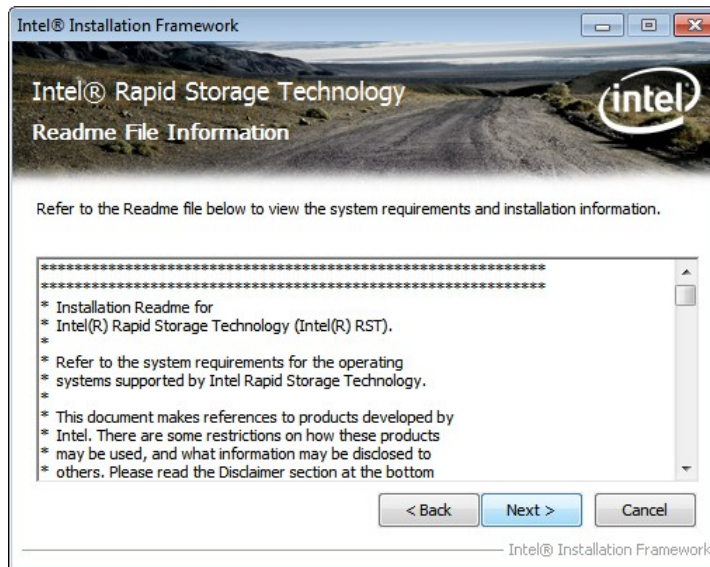 Intel® Installation Framework
Intel® Rapid Storage Technology
Readme File Information
intel
Refer to the Readme file below to view the system requirements and installation information.
************************************************************
************************************************************
* Installation Readme for
* Intel(R) Rapid Storage Technology (Intel(R) RST).
*
* Refer to the system requirements for the operating
* systems supported by Intel Rapid Storage Technology.
*
* This document makes references to products developed by
* Intel. There are some restrictions on how these products
* may be used, and what information may be disclosed to
* others. Please read the Disclaimer section at the bottom
< Back
Next >
Cancel
Intel® Installation Framework